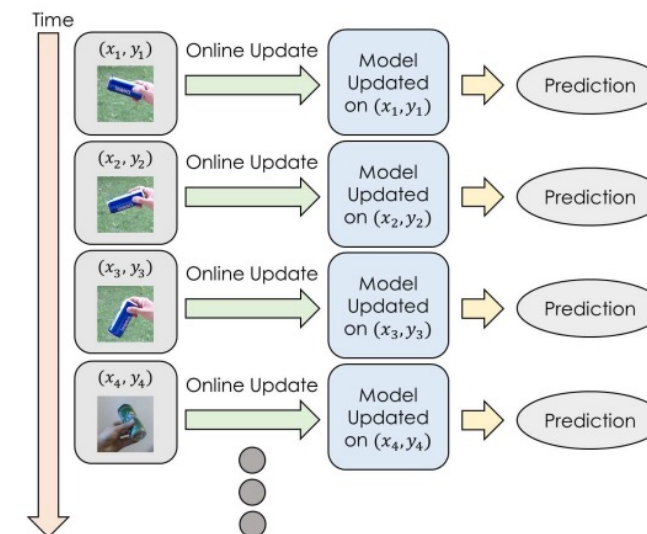 Time
(x₁, y₁)
Online Update
Model
Updated
on (x₁, y₁)
Prediction
(x₂, y₂)
Online Update
Model
Updated
on (x₂, y₂)
Prediction
(x₃, y₃)
Online Update
Model
Updated
on (x₃, y₃)
Prediction
(x₄, y₄)
Online Update
Model
Updated
on (x₄, y₄)
Prediction